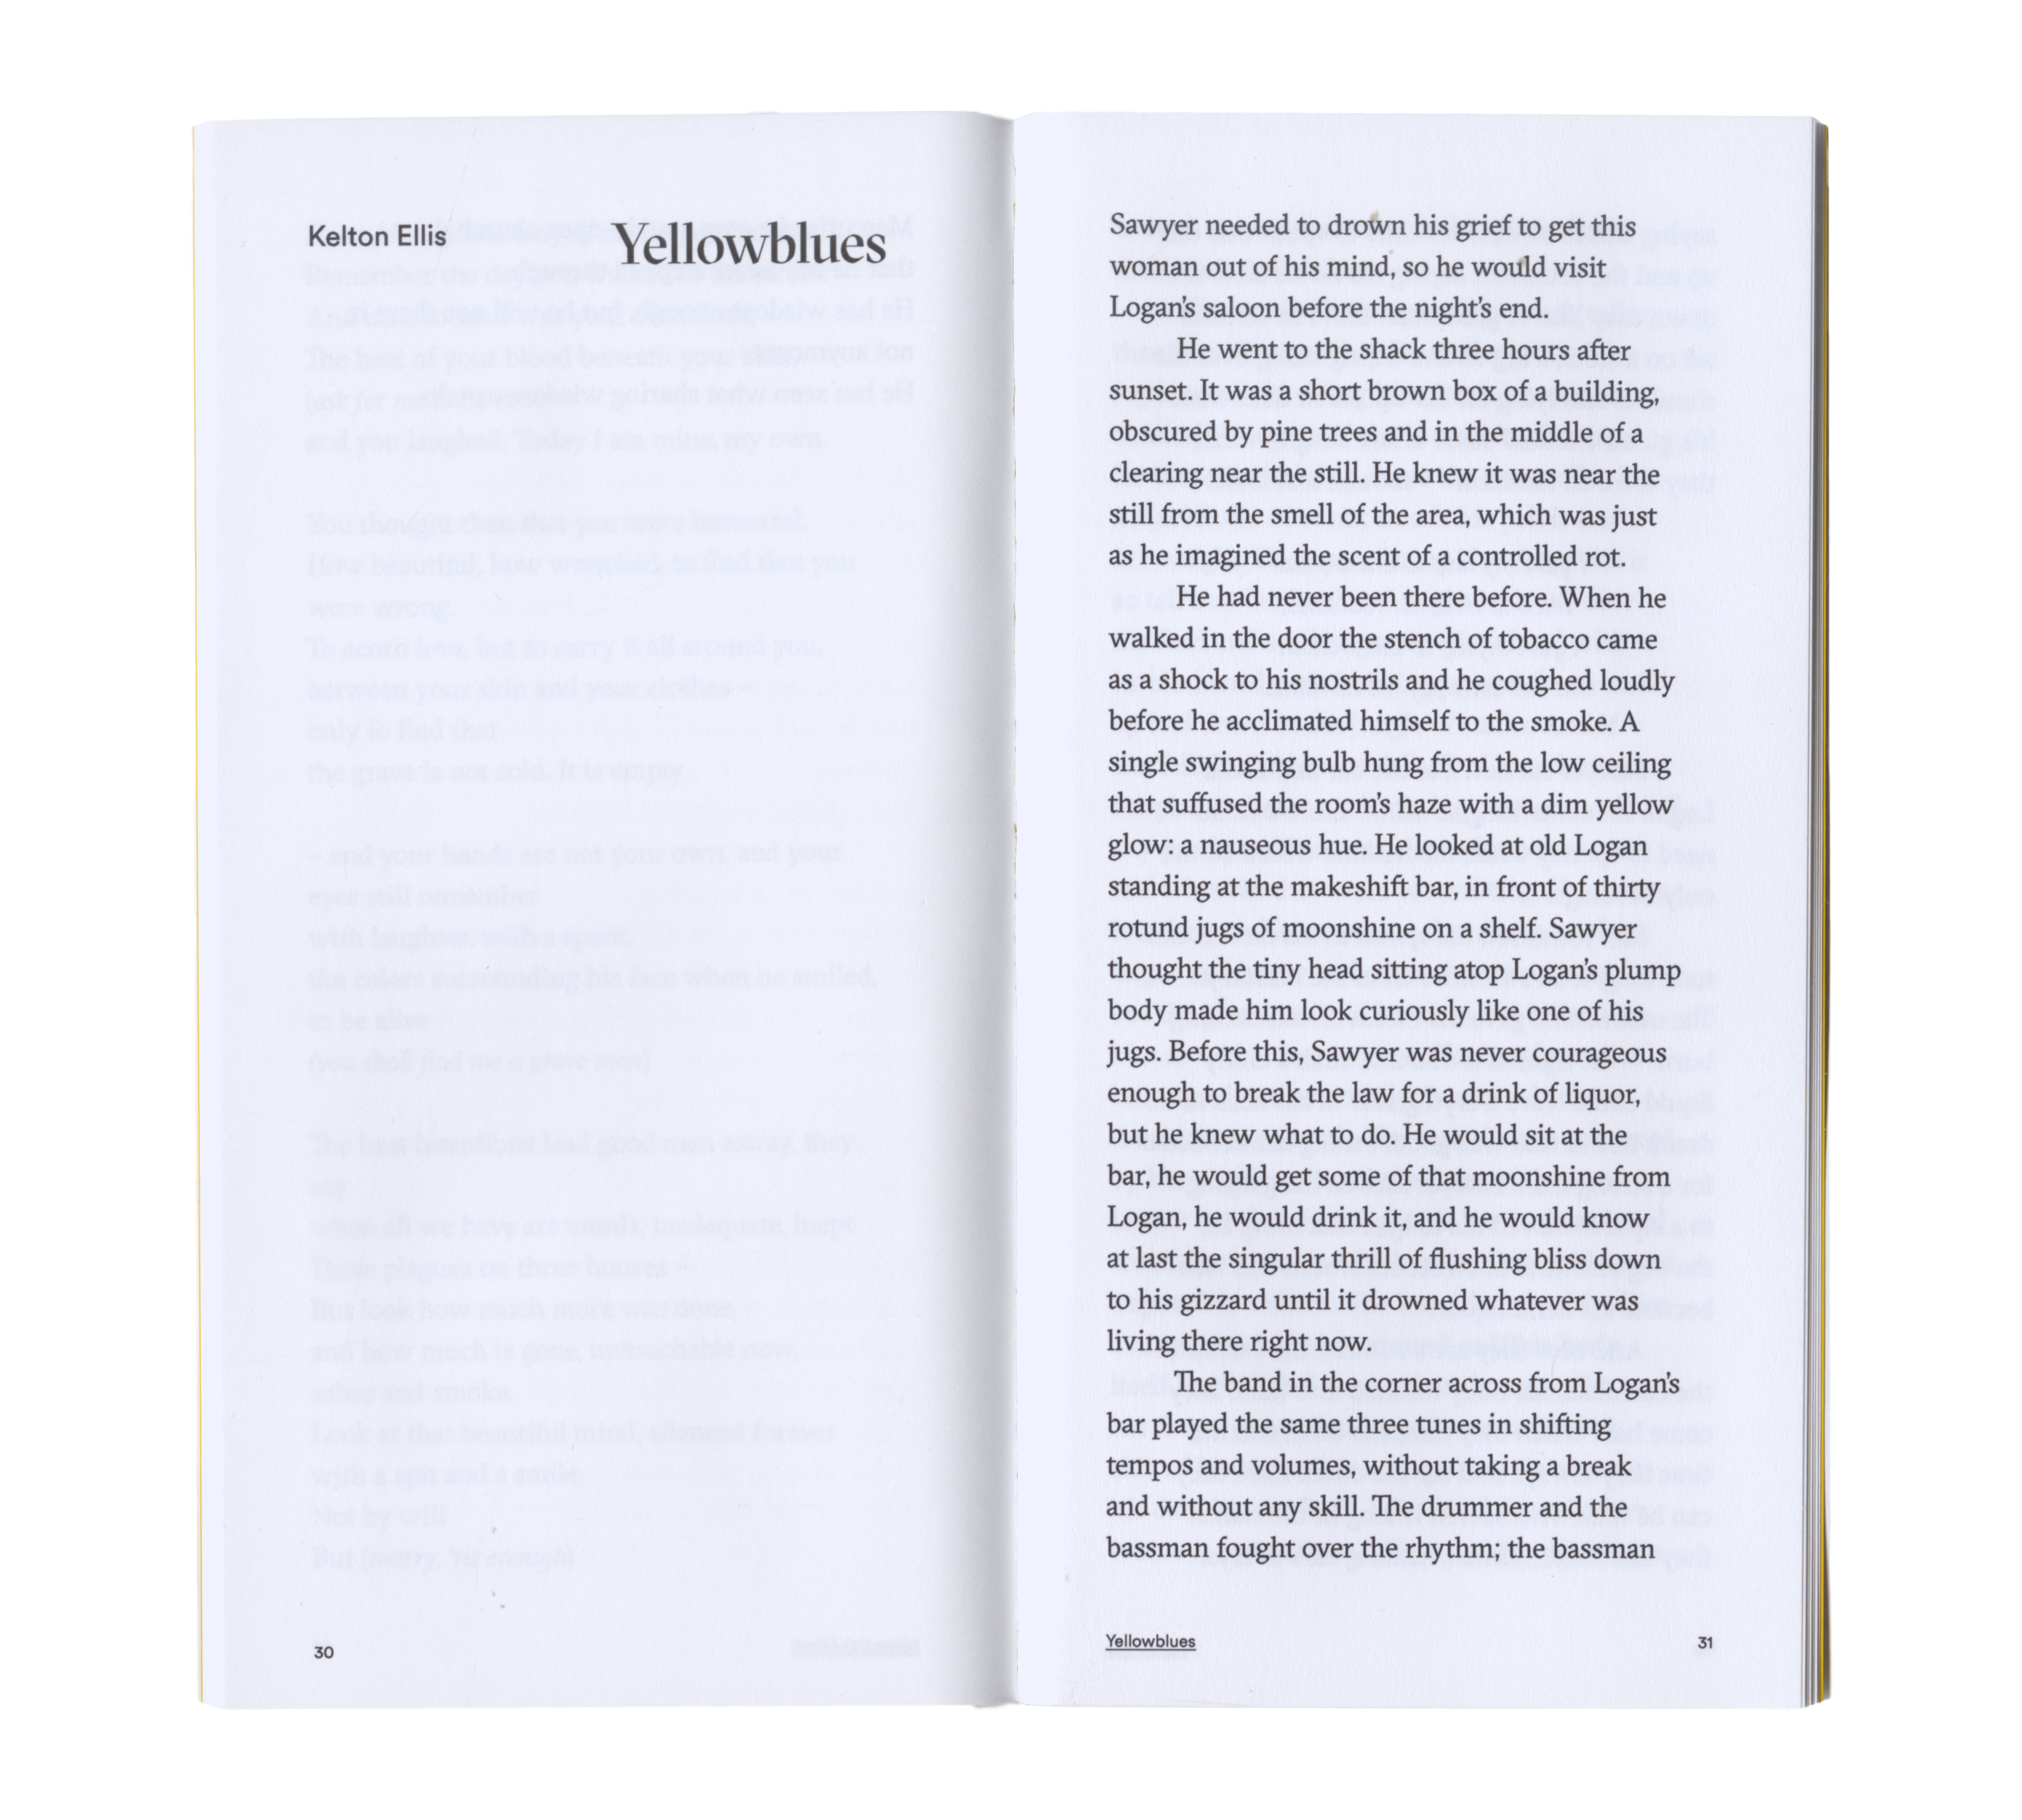 Kelton Ellis
Yellowblues
30
Sawyer needed to drown his grief to get this
woman out of his mind, so he would visit
Logan’s saloon before the night’s end.
He went to the shack three hours after
sunset. It was a short brown box of a building,
obscured by pine trees and in the middle of a
clearing near the still. He knew it was near the
still from the smell of the area, which was just
as he imagined the scent of a controlled rot.
He had never been there before. When he
walked in the door the stench of tobacco came
as a shock to his nostrils and he coughed loudly
before he acclimated himself to the smoke. A
single swinging bulb hung from the low ceiling
that suffused the room’s haze with a dim yellow
glow: a nauseous hue. He looked at old Logan
standing at the makeshift bar, in front of thirty
rotund jugs of moonshine on a shelf. Sawyer
thought the tiny head sitting atop Logan’s plump
body made him look curiously like one of his
jugs. Before this, Sawyer was never courageous
enough to break the law for a drink of liquor,
but he knew what to do. He would sit at the
bar, he would get some of that moonshine from
Logan, he would drink it, and he would know
at last the singular thrill of flushing bliss down
to his gizzard until it drowned whatever was
living there right now.
The band in the corner across from Logan’s
bar played the same three tunes in shifting
tempos and volumes, without taking a break
and without any skill. The drummer and the
bassman fought over the rhythm; the bassman
Yellowblues
31